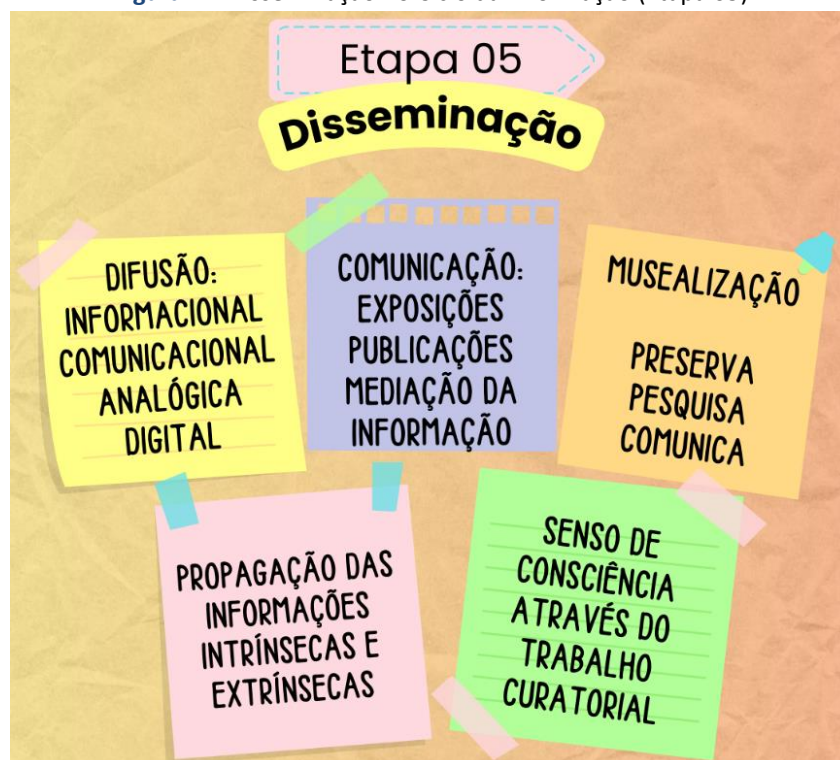 Etapa 05
Disseminação
DIFUSÃO:
INFORMACIONAL
COMUNICACIONAL
ANALÓGICA
DIGITAL
COMUNICAÇÃO:
EXPOSIÇÕES
PUBLICAÇÕES
MEDIAÇÃO DA
INFORMAÇÃO
MUSEALIZAÇÃO
PRESERVA
PESQUISA
COMUNICA
PROPAGAÇÃO DAS
INFORMAÇÕES
INTRÍNSECAS E
EXTRÍNSECAS
SENSO DE
CONSCIÊNCIA
ATRAVÉS DO
TRABALHO
CURATORIAL